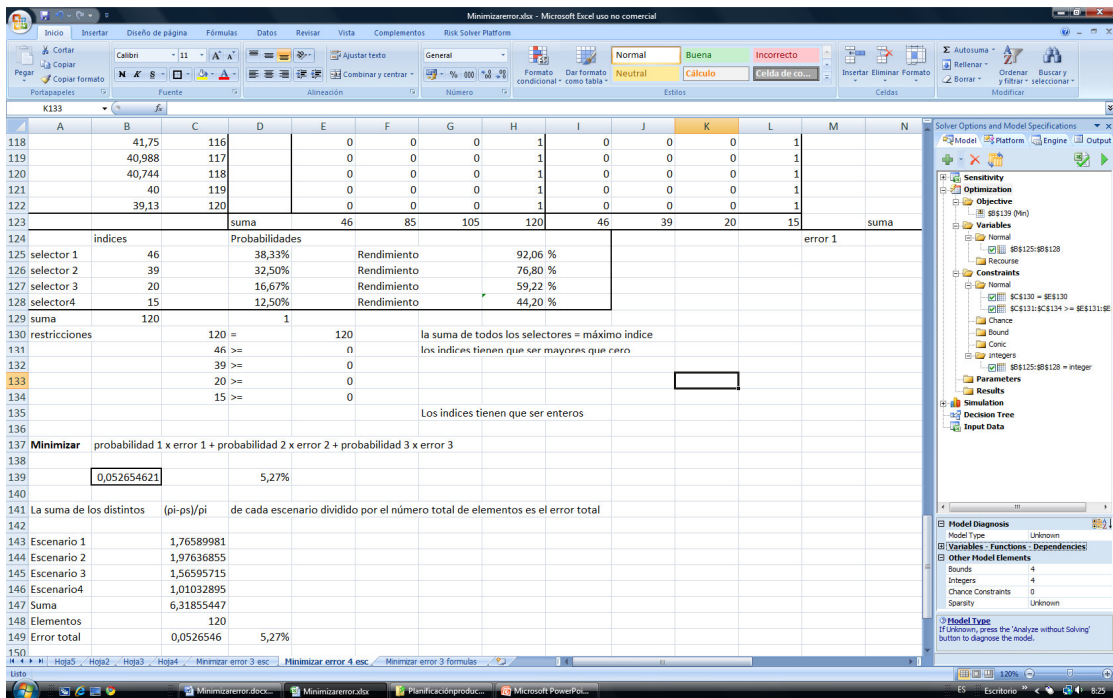 Minimizarerror.xlsx - Microsoft Excel uso no comercial
Inicio Insertar Diseño de página Fórmulas Datos Revisar Vista Complementos Risk Solver Platform
Pegar
Cortar
Copiar
Copiar formato
Portapapeles
Calibri 11
N K S
Fuente
Ajustar texto
Combinar y centrar
Alineación
General
% 000
Número
Formato condicional
Dar formato como tabla
Normal Buena Incorrecto
Neutral Cálculo Celda de co...
Estilos
Insertar Eliminar Formato
Celdas
Σ Autosuma
Rellenar
Borrar
Ordenar y filtrar
Buscar y seleccionar
Modificar
K133 fx
A B C D E F G H I J K L M N
118 41,75 116 0 0 0 1 0 0 0 1
119 40,988 117 0 0 0 1 0 0 0 1
120 40,744 118 0 0 0 1 0 0 0 1
121 40 119 0 0 0 1 0 0 0 1
122 39,13 120 0 0 0 1 0 0 0 1
123 suma 46 85 105 120 46 39 20 15 suma
124 indices Probabilidades error 1
125 selector 1 46 38,33% Rendimiento 92,06 %
126 selector 2 39 32,50% Rendimiento 76,80 %
127 selector 3 20 16,67% Rendimiento 59,22 %
128 selector4 15 12,50% Rendimiento 44,20 %
129 suma 120 1
130 restricciones 120 = 120 la suma de todos los selectores = máximo indice
131 46 >= 0 los indices tienen que ser mayores que cero
132 39 >= 0
133 20 >= 0
134 15 >= 0
135 Los indices tienen que ser enteros
136
137 Minimizar probabilidad 1 x error 1 + probabilidad 2 x error 2 + probabilidad 3 x error 3
138
139 0,052654621 5,27%
140
141 La suma de los distintos (ρi-ρs)/ρi de cada escenario dividido por el número total de elementos es el error total
142
143 Escenario 1 1,76589981
144 Escenario 2 1,97636855
145 Escenario 3 1,56595715
146 Escenario4 1,01032895
147 Suma 6,31855447
148 Elementos 120
149 Error total 0,0526546 5,27%
150
Hoja5 Hoja2 Hoja3 Hoja4 Minimizar error 3 esc Minimizar error 4 esc Minimizar error 3 formulas
Listo
120%
Solver Options and Model Specifications
Model Platform Engine Output
Sensitivity
Optimization
Objective
$B$139 (Min)
Variables
Normal
$B$125:$B$128
Recourse
Constraints
Normal
$C$130 = $E$130
$C$131:$C$134 >= $E$131:$E
Chance
Bound
Conic
Integers
$B$125:$B$128 = integer
Parameters
Results
Simulation
Decision Tree
Input Data
Model Diagnosis
Model Type Unknown
Variables - Functions - Dependencies
Other Model Elements
Bounds 4
Integers 4
Chance Constraints 0
Sparsity Unknown
Model Type
If Unknown, press the 'Analyze without Solving' button to diagnose the model.
Minimizarerror.docx... Minimizarerror.xlsx Planificaciónproduc... Microsoft PowerPoi... ES Escritorio 8:25